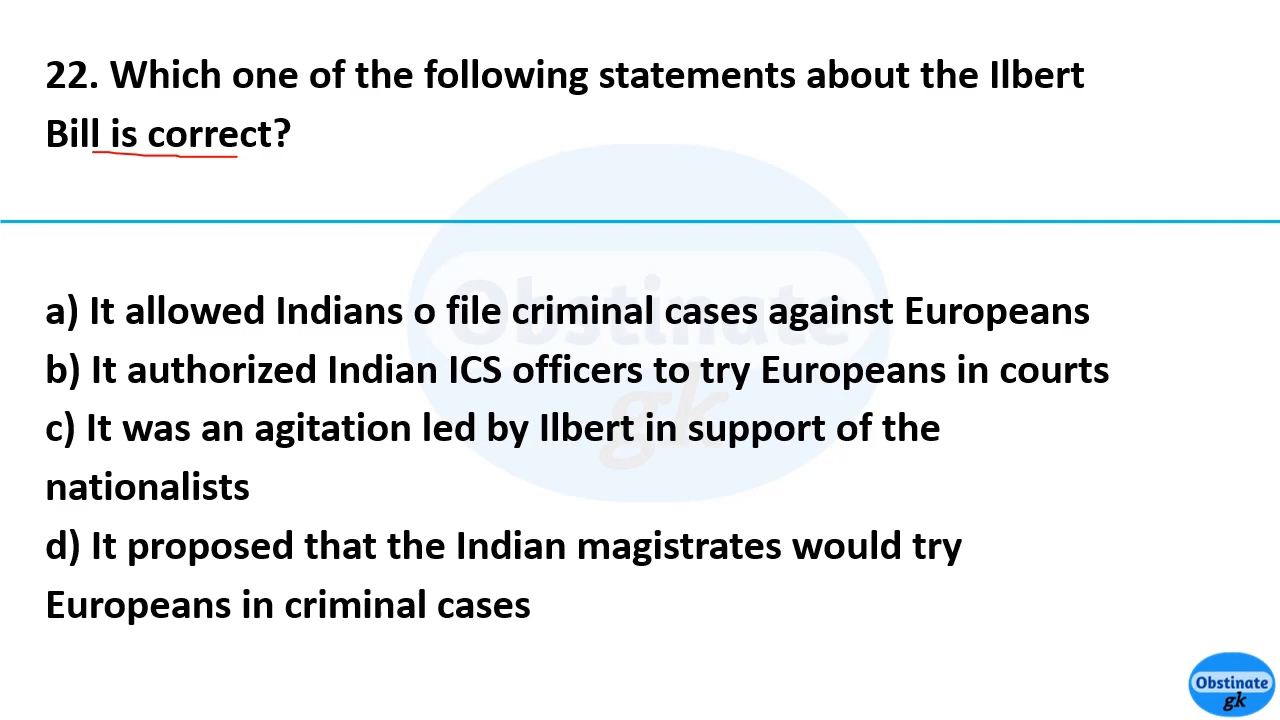 22. Which one of the following statements about the Ilbert
Bill is correct?
a) It allowed Indians o file criminal cases against Europeans
b) It authorized Indian ICS officers to try Europeans in courts
c) It was an agitation led by Ilbert in support of the
nationalists
d) It proposed that the Indian magistrates would try
Europeans in criminal cases
Obstinate
gk
Obstinate
gk